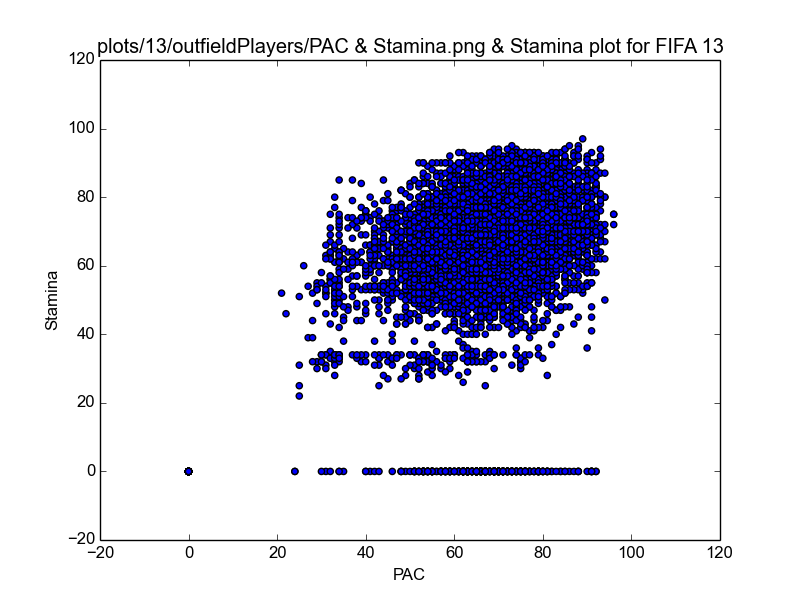 plots/13/outfieldPlayers/PAC & Stamina.png & Stamina plot for FIFA 13
120
100
80
60
40
20
0
−20
Stamina
−20 0 20 40 60 80 100 120
PAC